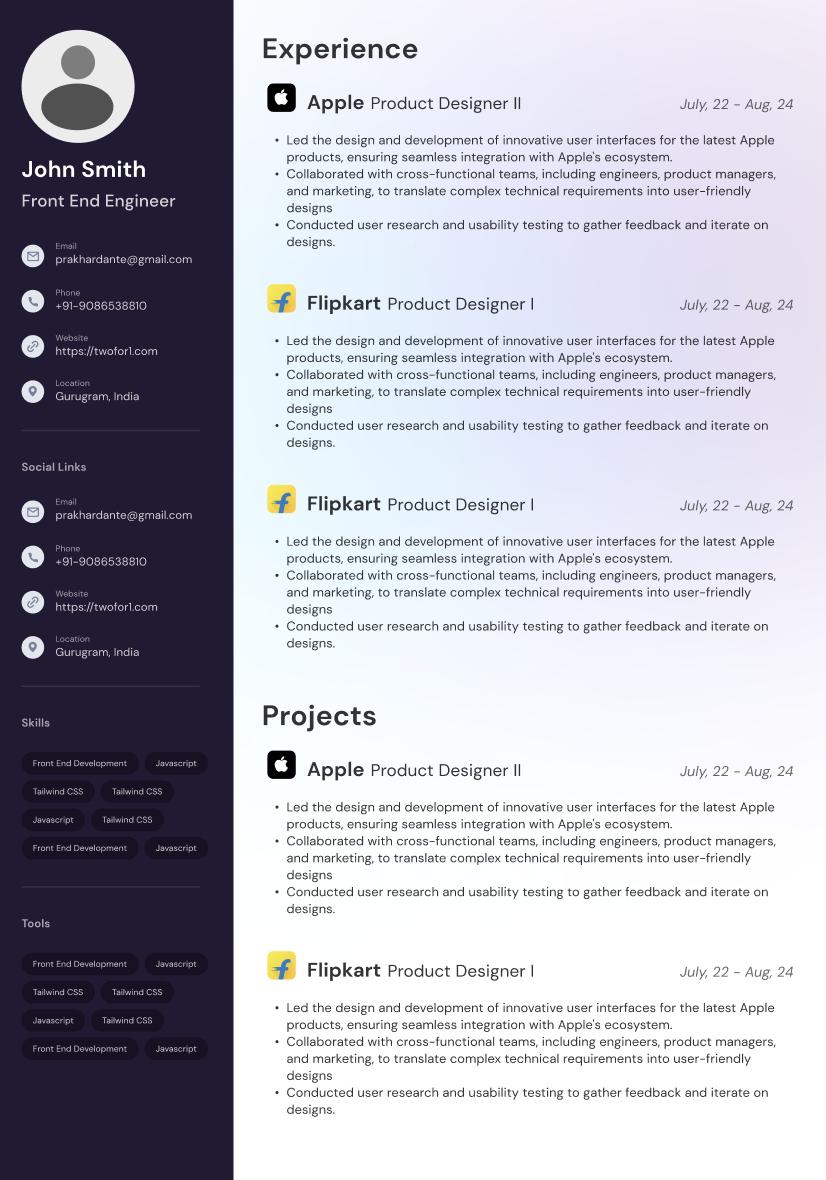 John Smith
Front End Engineer
Email
prakhardante@gmail.com
Phone
+91-9086538810
Website
https://twofor1.com
Location
Gurugram, India
Social Links
Email
prakhardante@gmail.com
Phone
+91-9086538810
Website
https://twofor1.com
Location
Gurugram, India
Skills
Front End Development Javascript
Tailwind CSS Tailwind CSS
Javascript Tailwind CSS
Front End Development Javascript
Tools
Front End Development Javascript
Tailwind CSS Tailwind CSS
Javascript Tailwind CSS
Front End Development Javascript
Experience
Apple Product Designer II July, 22 - Aug, 24
• Led the design and development of innovative user interfaces for the latest Apple
products, ensuring seamless integration with Apple's ecosystem.
• Collaborated with cross-functional teams, including engineers, product managers,
and marketing, to translate complex technical requirements into user-friendly
designs
• Conducted user research and usability testing to gather feedback and iterate on
designs.
Flipkart Product Designer I July, 22 - Aug, 24
• Led the design and development of innovative user interfaces for the latest Apple
products, ensuring seamless integration with Apple's ecosystem.
• Collaborated with cross-functional teams, including engineers, product managers,
and marketing, to translate complex technical requirements into user-friendly
designs
• Conducted user research and usability testing to gather feedback and iterate on
designs.
Flipkart Product Designer I July, 22 - Aug, 24
• Led the design and development of innovative user interfaces for the latest Apple
products, ensuring seamless integration with Apple's ecosystem.
• Collaborated with cross-functional teams, including engineers, product managers,
and marketing, to translate complex technical requirements into user-friendly
designs
• Conducted user research and usability testing to gather feedback and iterate on
designs.
Projects
Apple Product Designer II July, 22 - Aug, 24
• Led the design and development of innovative user interfaces for the latest Apple
products, ensuring seamless integration with Apple's ecosystem.
• Collaborated with cross-functional teams, including engineers, product managers,
and marketing, to translate complex technical requirements into user-friendly
designs
• Conducted user research and usability testing to gather feedback and iterate on
designs.
Flipkart Product Designer I July, 22 - Aug, 24
• Led the design and development of innovative user interfaces for the latest Apple
products, ensuring seamless integration with Apple's ecosystem.
• Collaborated with cross-functional teams, including engineers, product managers,
and marketing, to translate complex technical requirements into user-friendly
designs
• Conducted user research and usability testing to gather feedback and iterate on
designs.